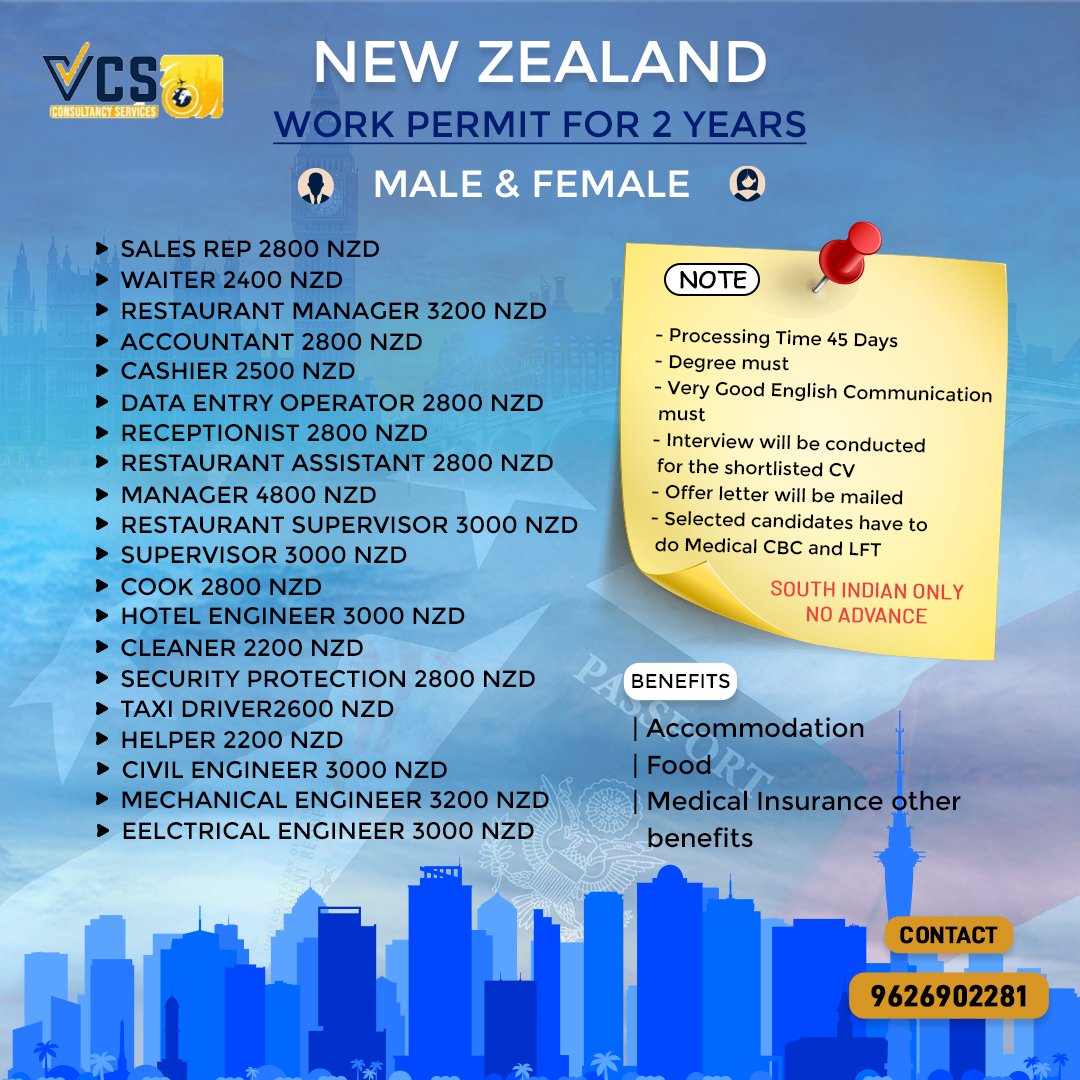 VCS
CONSULTANCY SERVICES
NEW ZEALAND
WORK PERMIT FOR 2 YEARS
MALE & FEMALE
SALES REP 2800 NZD
WAITER 2400 NZD
RESTAURANT MANAGER 3200 NZD
ACCOUNTANT 2800 NZD
CASHIER 2500 NZD
DATA ENTRY OPERATOR 2800 NZD
RECEPTIONIST 2800 NZD
RESTAURANT ASSISTANT 2800 NZD
MANAGER 4800 NZD
RESTAURANT SUPERVISOR 3000 NZD
SUPERVISOR 3000 NZD
COOK 2800 NZD
HOTEL ENGINEER 3000 NZD
CLEANER 2200 NZD
SECURITY PROTECTION 2800 NZD
TAXI DRIVER2600 NZD
HELPER 2200 NZD
CIVIL ENGINEER 3000 NZD
MECHANICAL ENGINEER 3200 NZD
EELCTRICAL ENGINEER 3000 NZD
NOTE
- Processing Time 45 Days
- Degree must
- Very Good English Communication
must
- Interview will be conducted
for the shortlisted CV
- Offer letter will be mailed
- Selected candidates have to
do Medical CBC and LFT
SOUTH INDIAN ONLY
NO ADVANCE
PASSPORT
BENEFITS
| Accommodation
| Food
| Medical Insurance other
benefits
CONTACT
9626902281